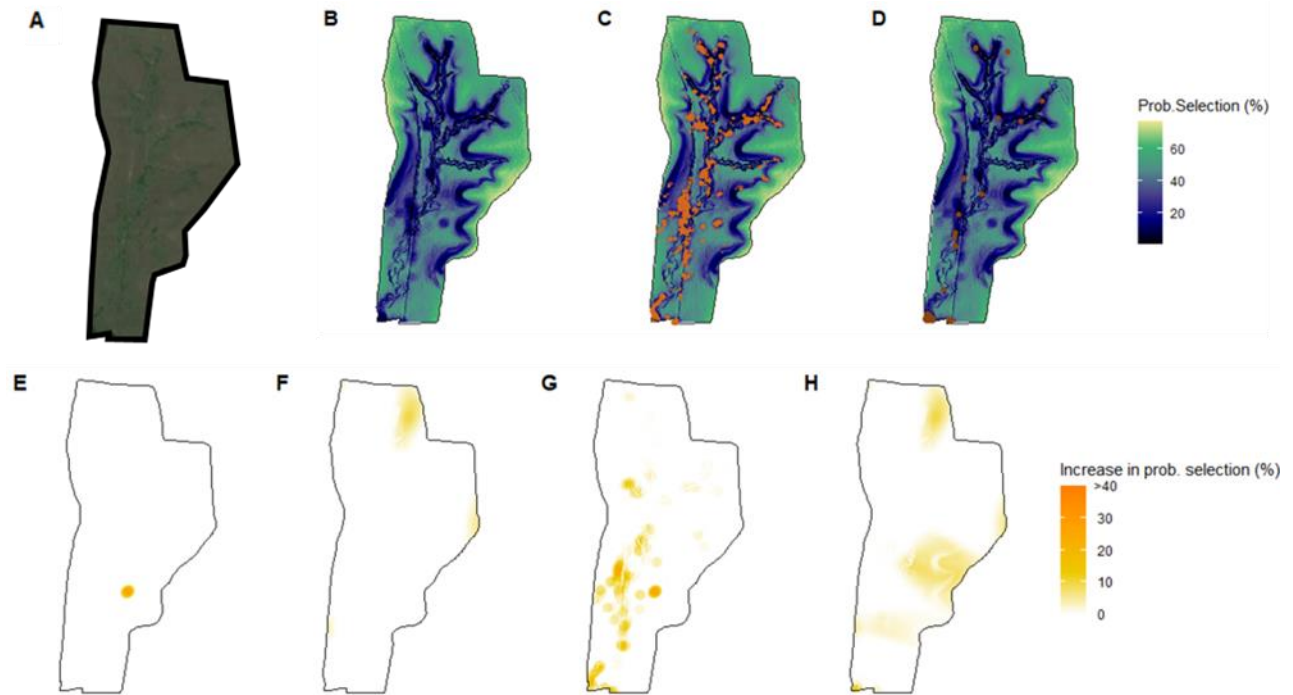 A
B
C
D
Prob.Selection (%)
60
40
20
E
F
G
H
Increase in prob. selection (%)
>40
30
20
10
0